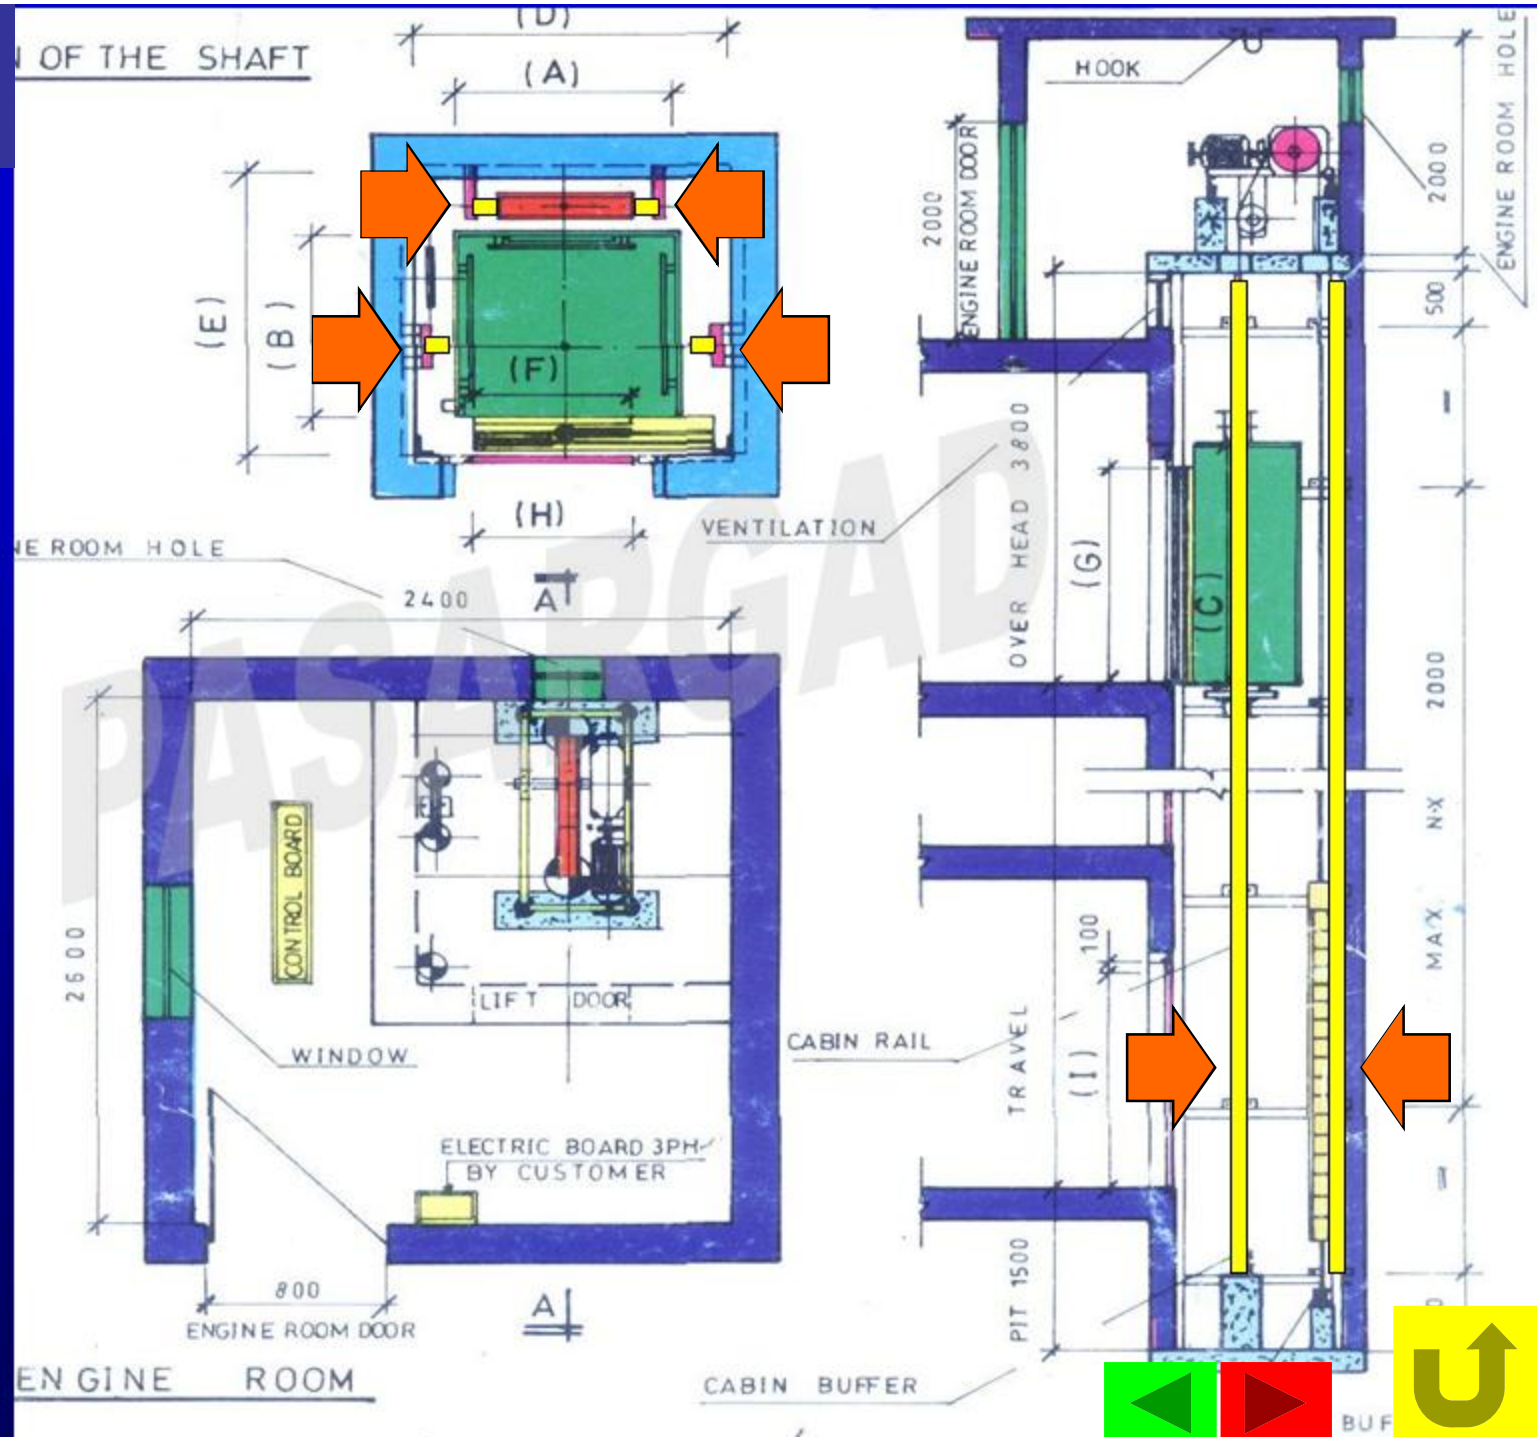 (D)
N OF THE SHAFT
(A)
HOOK
ENGINE ROOM HOLE
2000
ENGINE ROOM DOOR
2000
(E)
(B)
(F)
500
(H)
VENTILATION
OVER HEAD 3800
(G)
(C)
NE ROOM HOLE
2400
A
PASARGAD
2000
N·X
MAX
2600
CONTROL BOARD
LIFT DOOR
WINDOW
100
CABIN RAIL
TRAVEL
(I)
ELECTRIC BOARD 3PH
BY CUSTOMER
800
ENGINE ROOM DOOR
A
PIT 1500
ENGINE ROOM
CABIN BUFFER
BUF